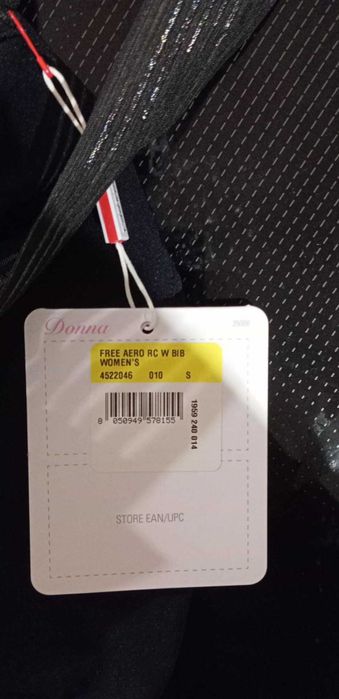 Donna
FREE AERO RC W BIB
WOMEN'S
4522046 010 S
8 050949 578155
1959 240 014
STORE EAN/UPC